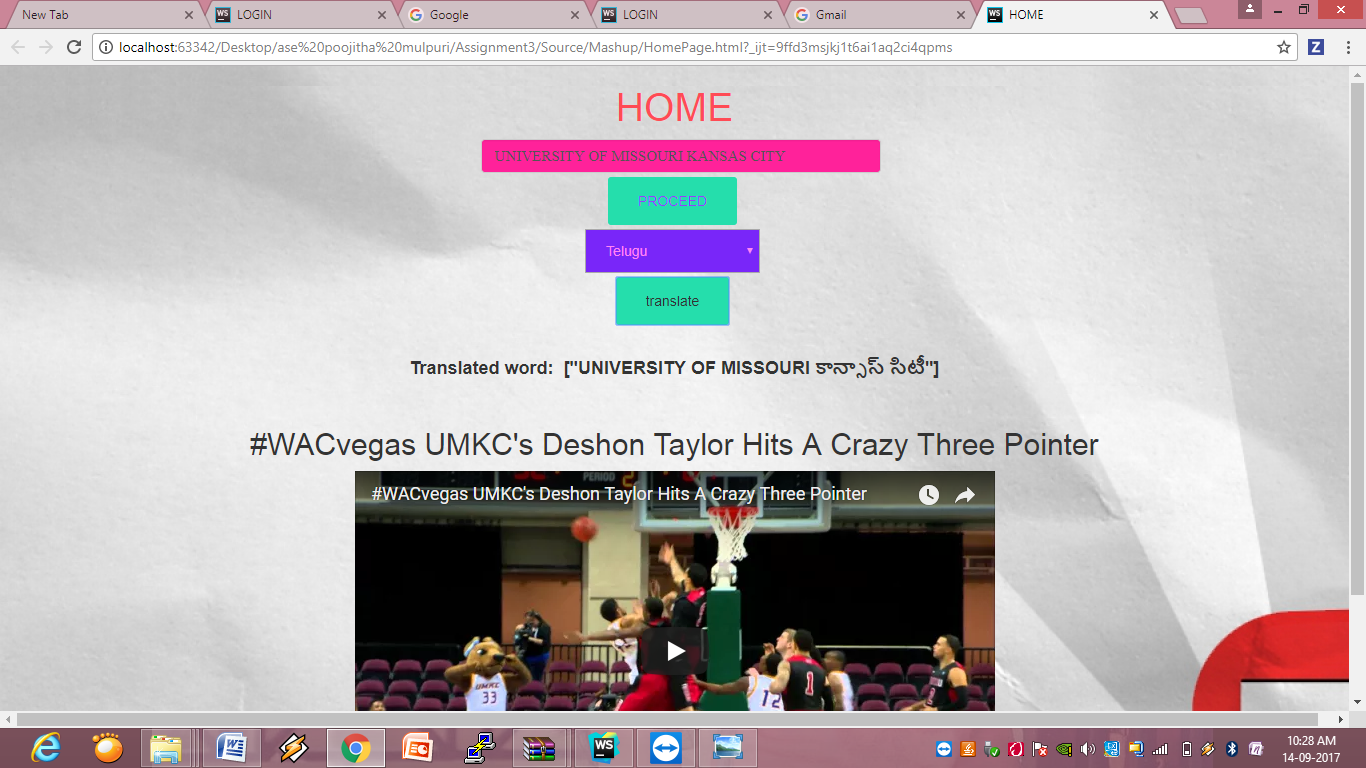 New Tab
LOGIN
Google
LOGIN
Gmail
HOME
localhost:63342/Desktop/ase%20poojitha%20mulpuri/Assignment3/Source/Mashup/HomePage.html?_ijt=9ffd3msjkj1t6ai1aq2ci4qpms
HOME
UNIVERSITY OF MISSOURI KANSAS CITY
PROCEED
Telugu
translate
Translated word: ["UNIVERSITY OF MISSOURI కాన్సాస్ సిటీ"]
#WACvegas UMKC's Deshon Taylor Hits A Crazy Three Pointer
#WACvegas UMKC's Deshon Taylor Hits A Crazy Three Pointer
PERIOD
UMKC
33
12
1
2
10:28 AM
14-09-2017